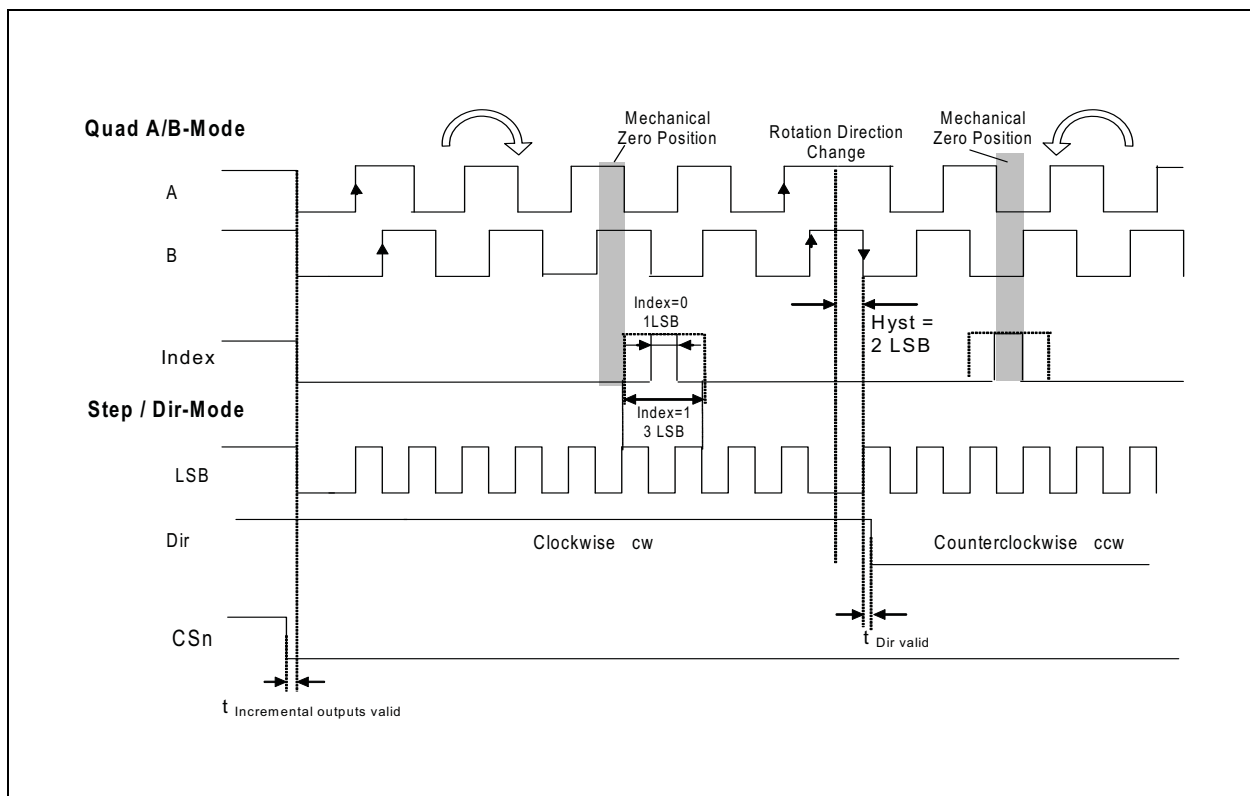 Quad A/B-Mode
Mechanical
Zero Position
Rotation Direction
Change
Mechanical
Zero Position
A
B
Index=0
1LSB
Hyst =
2 LSB
Index
Index=1
3 LSB
Step / Dir-Mode
LSB
Dir
Clockwise cw
Counterclockwise ccw
CSn
t Dir valid
t Incremental outputs valid